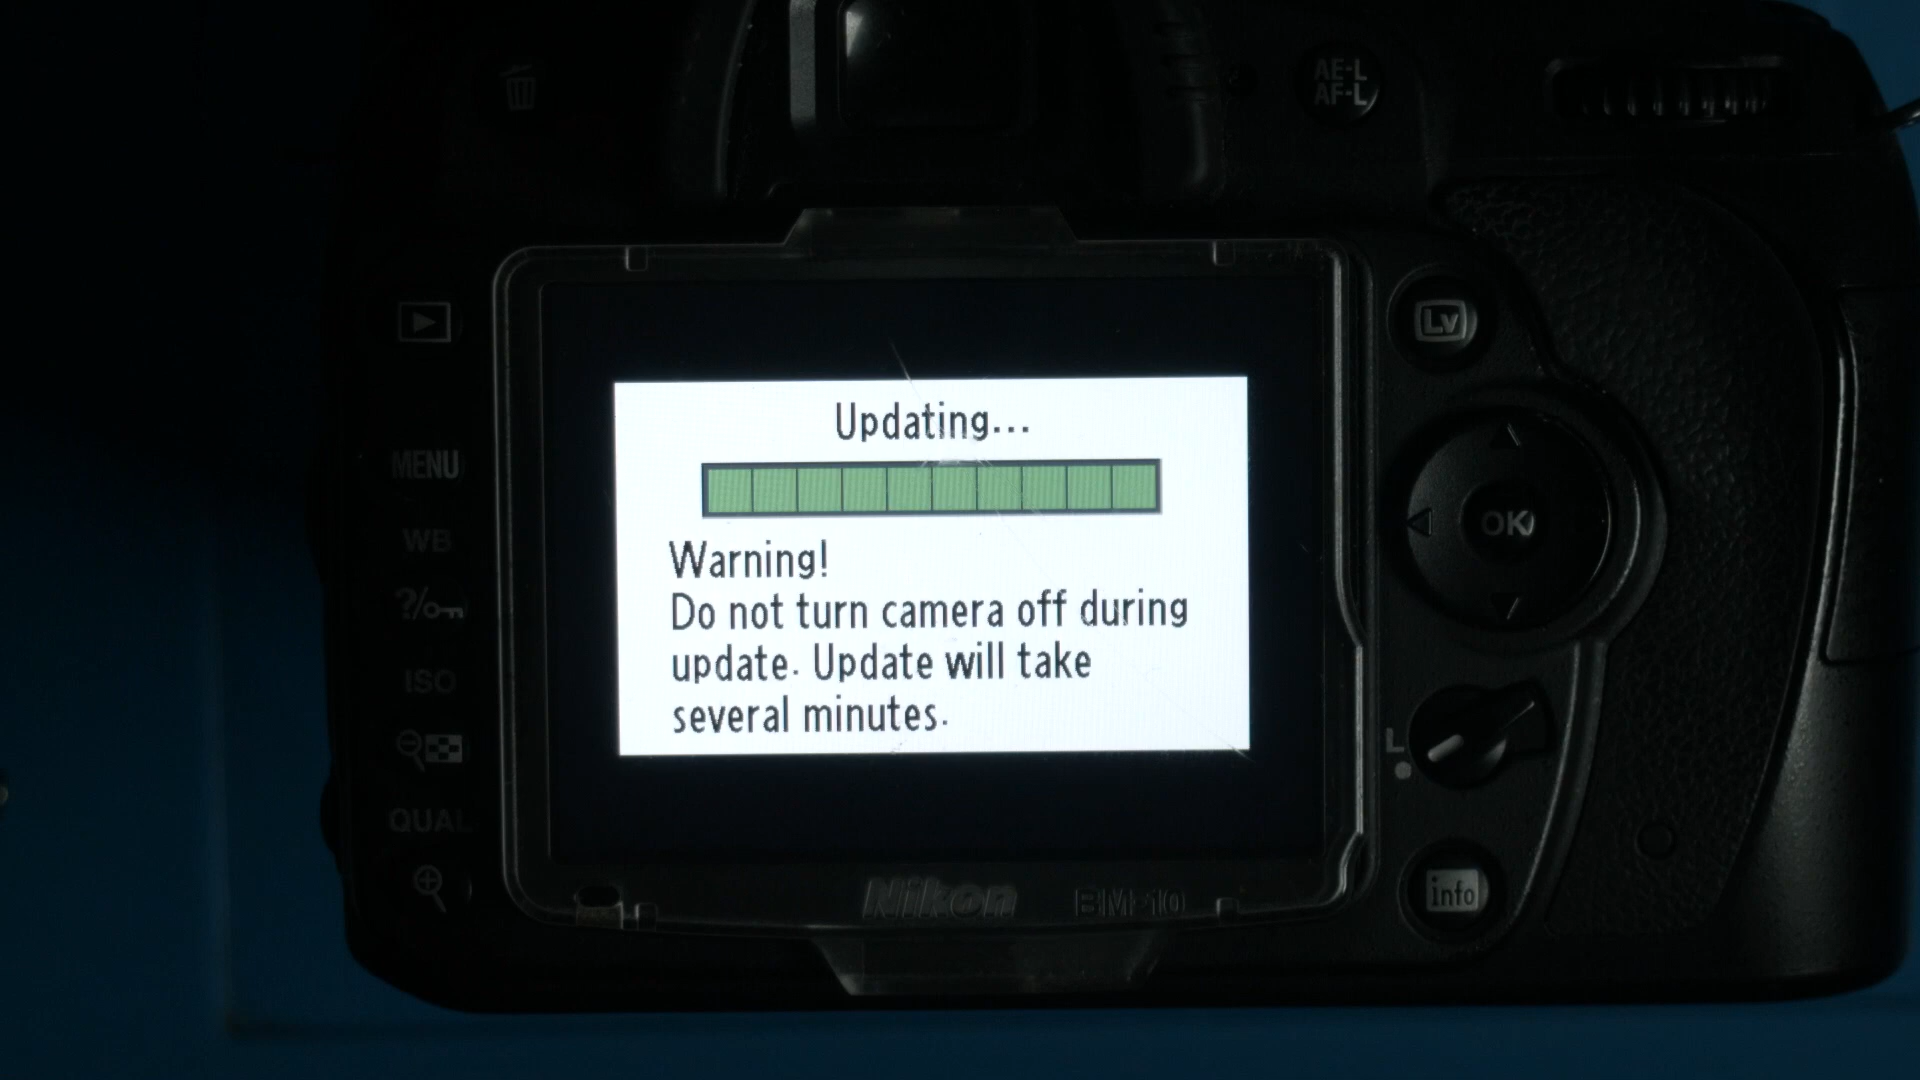 AE-L
AF-L
Lv
Updating...
Warning!
Do not turn camera off during
update. Update will take
several minutes.
MENU
WB
?/
ISO
QUAL
OK
L
info
Nikon BM-10